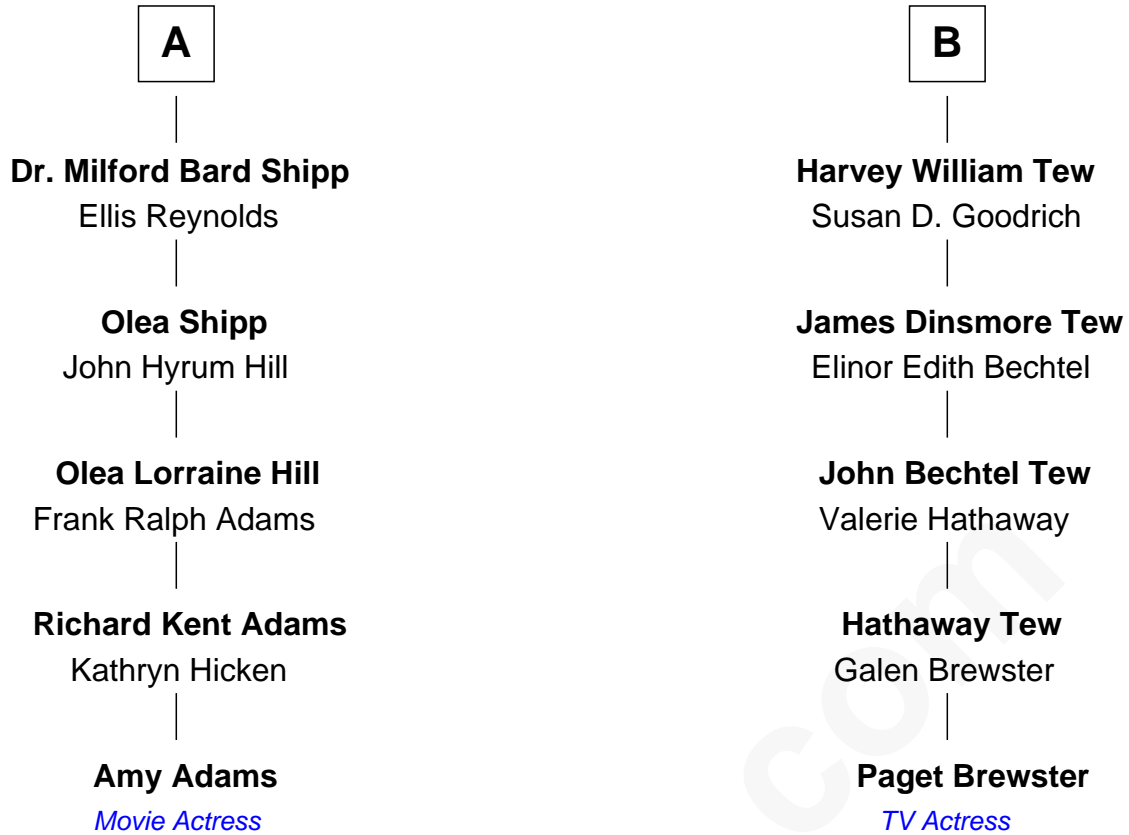 A
Dr. Milford Bard Shipp
Ellis Reynolds
Olea Shipp
John Hyrum Hill
Olea Lorraine Hill
Frank Ralph Adams
Richard Kent Adams
Kathryn Hicken
Amy Adams
Movie Actress
B
Harvey William Tew
Susan D. Goodrich
James Dinsmore Tew
Elinor Edith Bechtel
John Bechtel Tew
Valerie Hathaway
Hathaway Tew
Galen Brewster
Paget Brewster
TV Actress
com